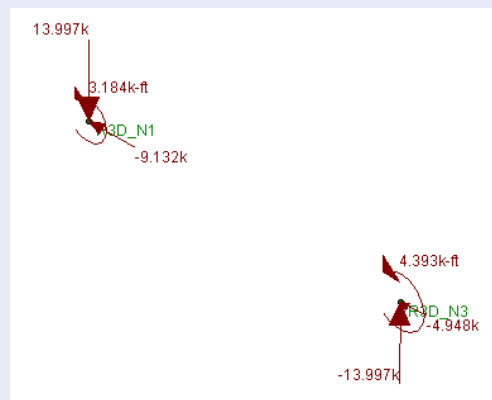 13.997k
3.184k-ft
R3D_N1
-9.132k
4.393k-ft
R3D_N3
-4.948k
-13.997k